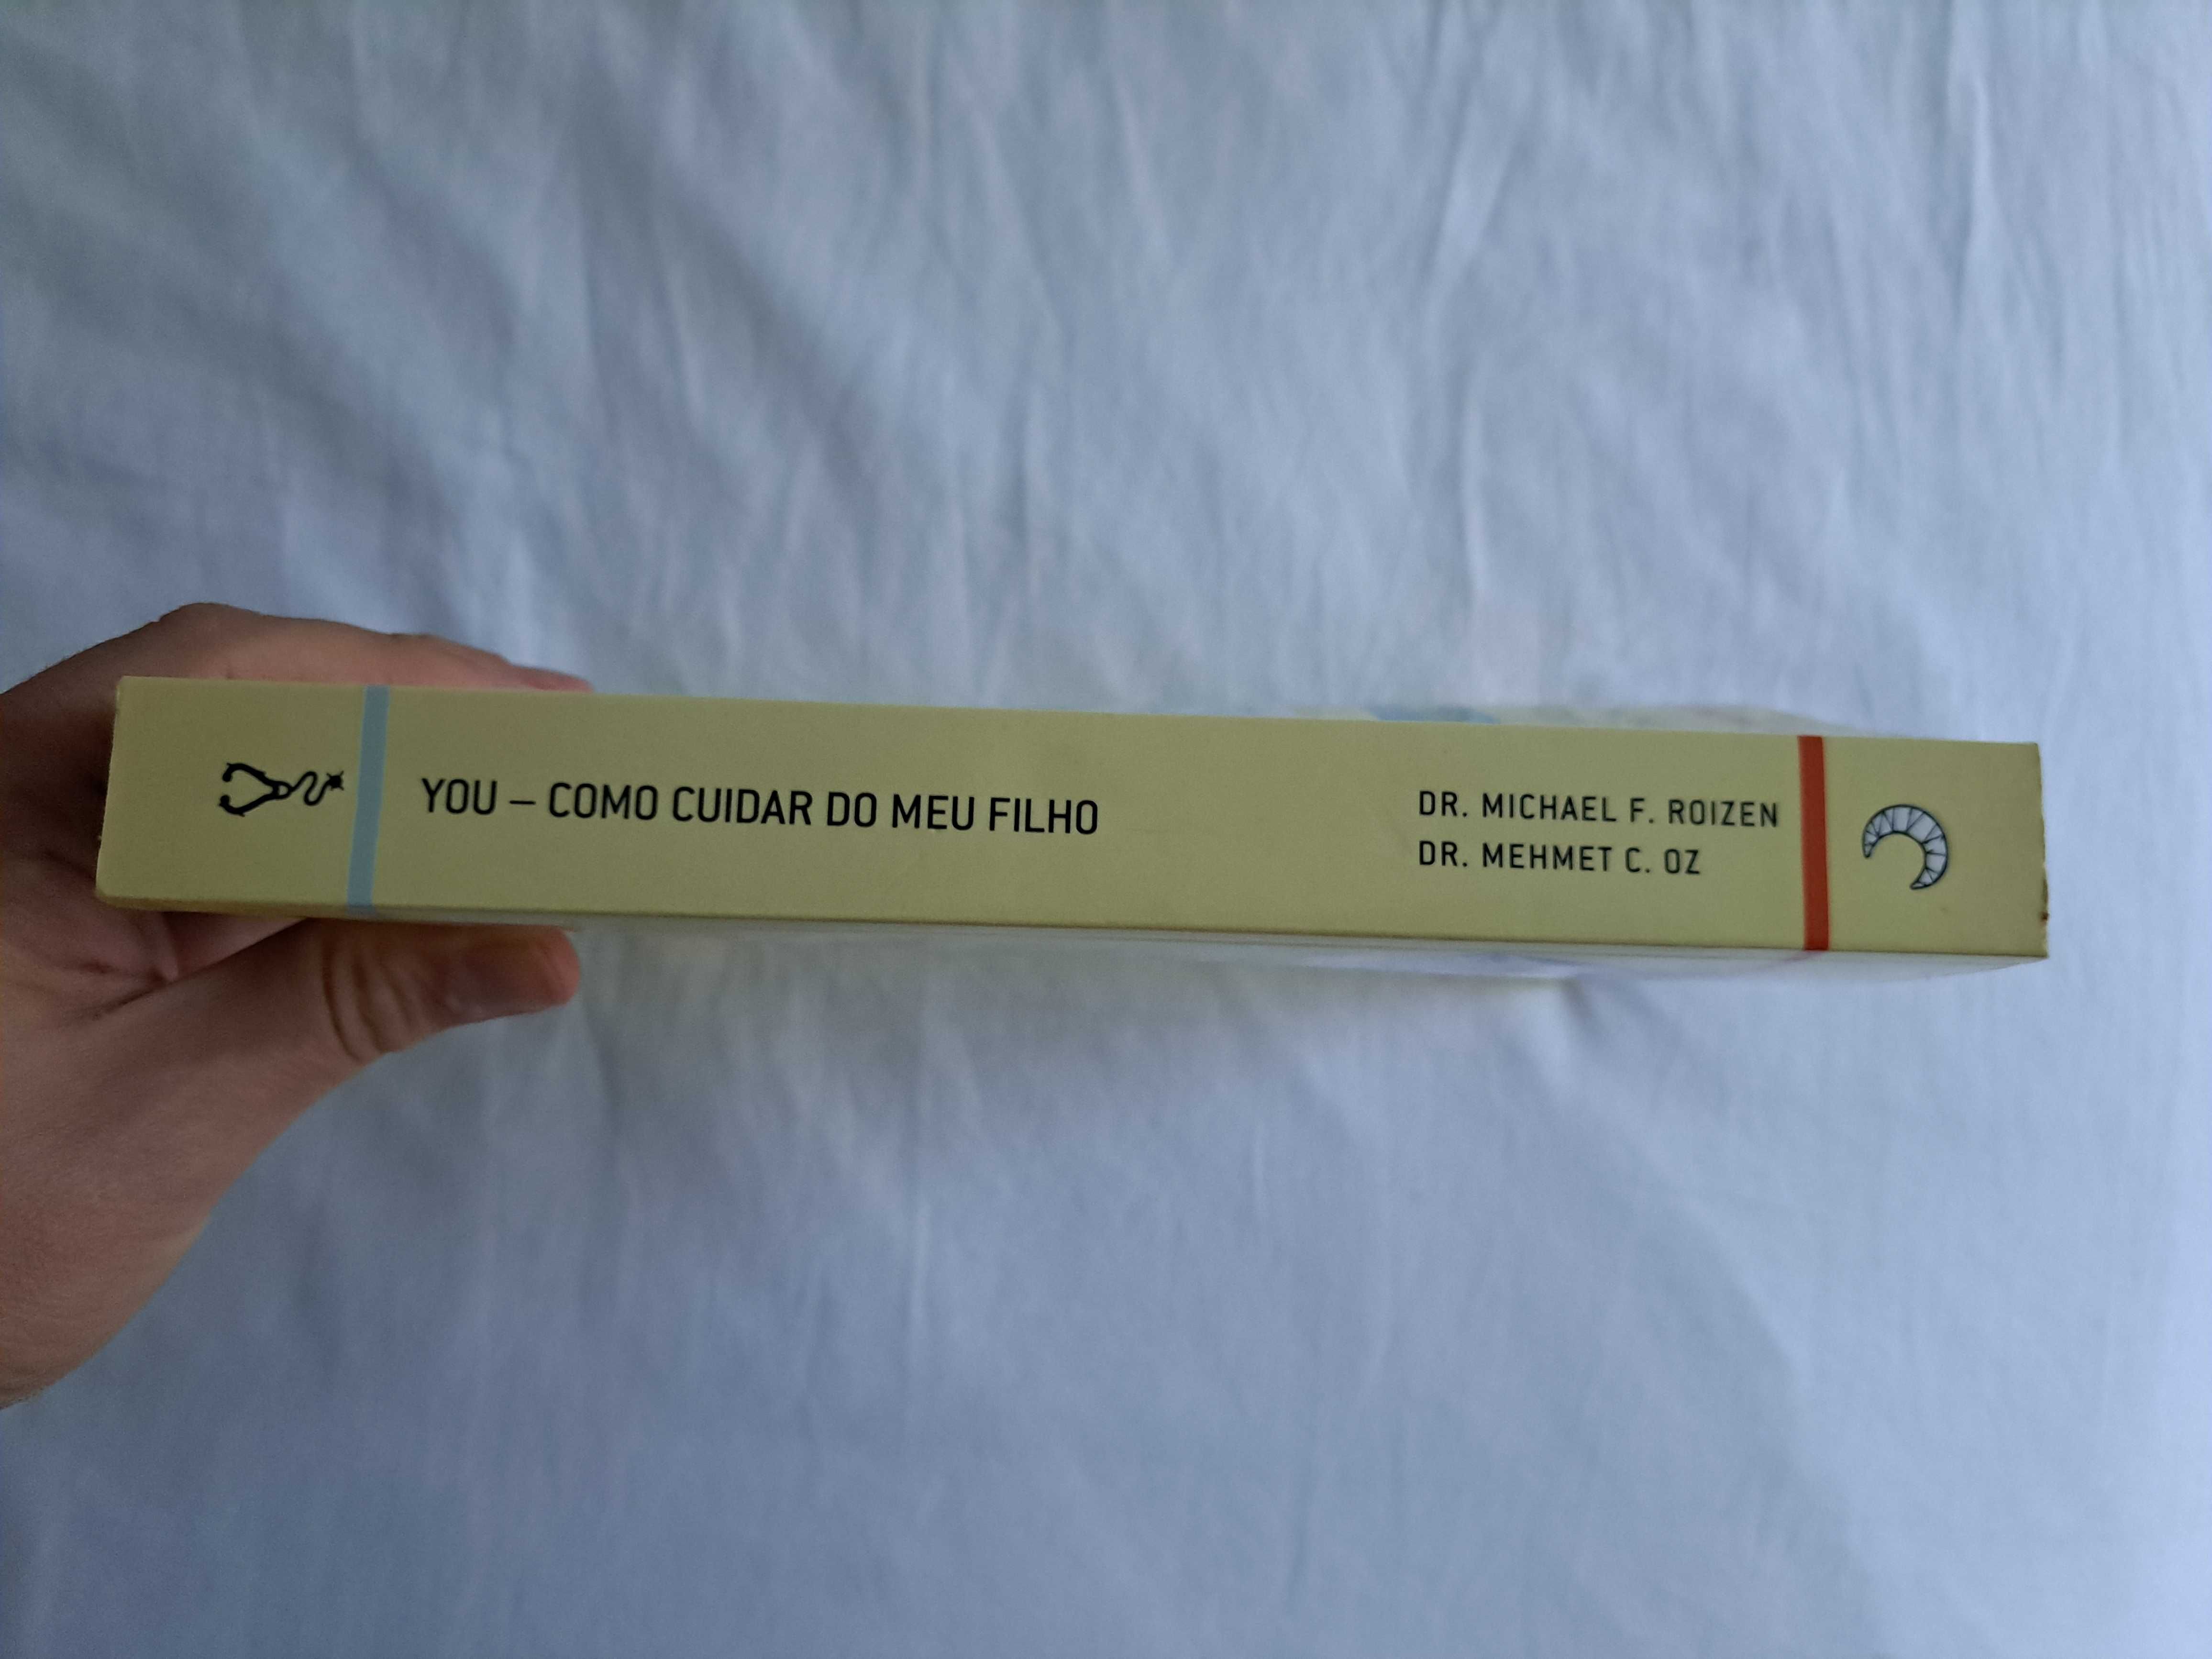 YOU – COMO CUIDAR DO MEU FILHO
DR. MICHAEL F. ROIZEN
DR. MEHMET C. OZ